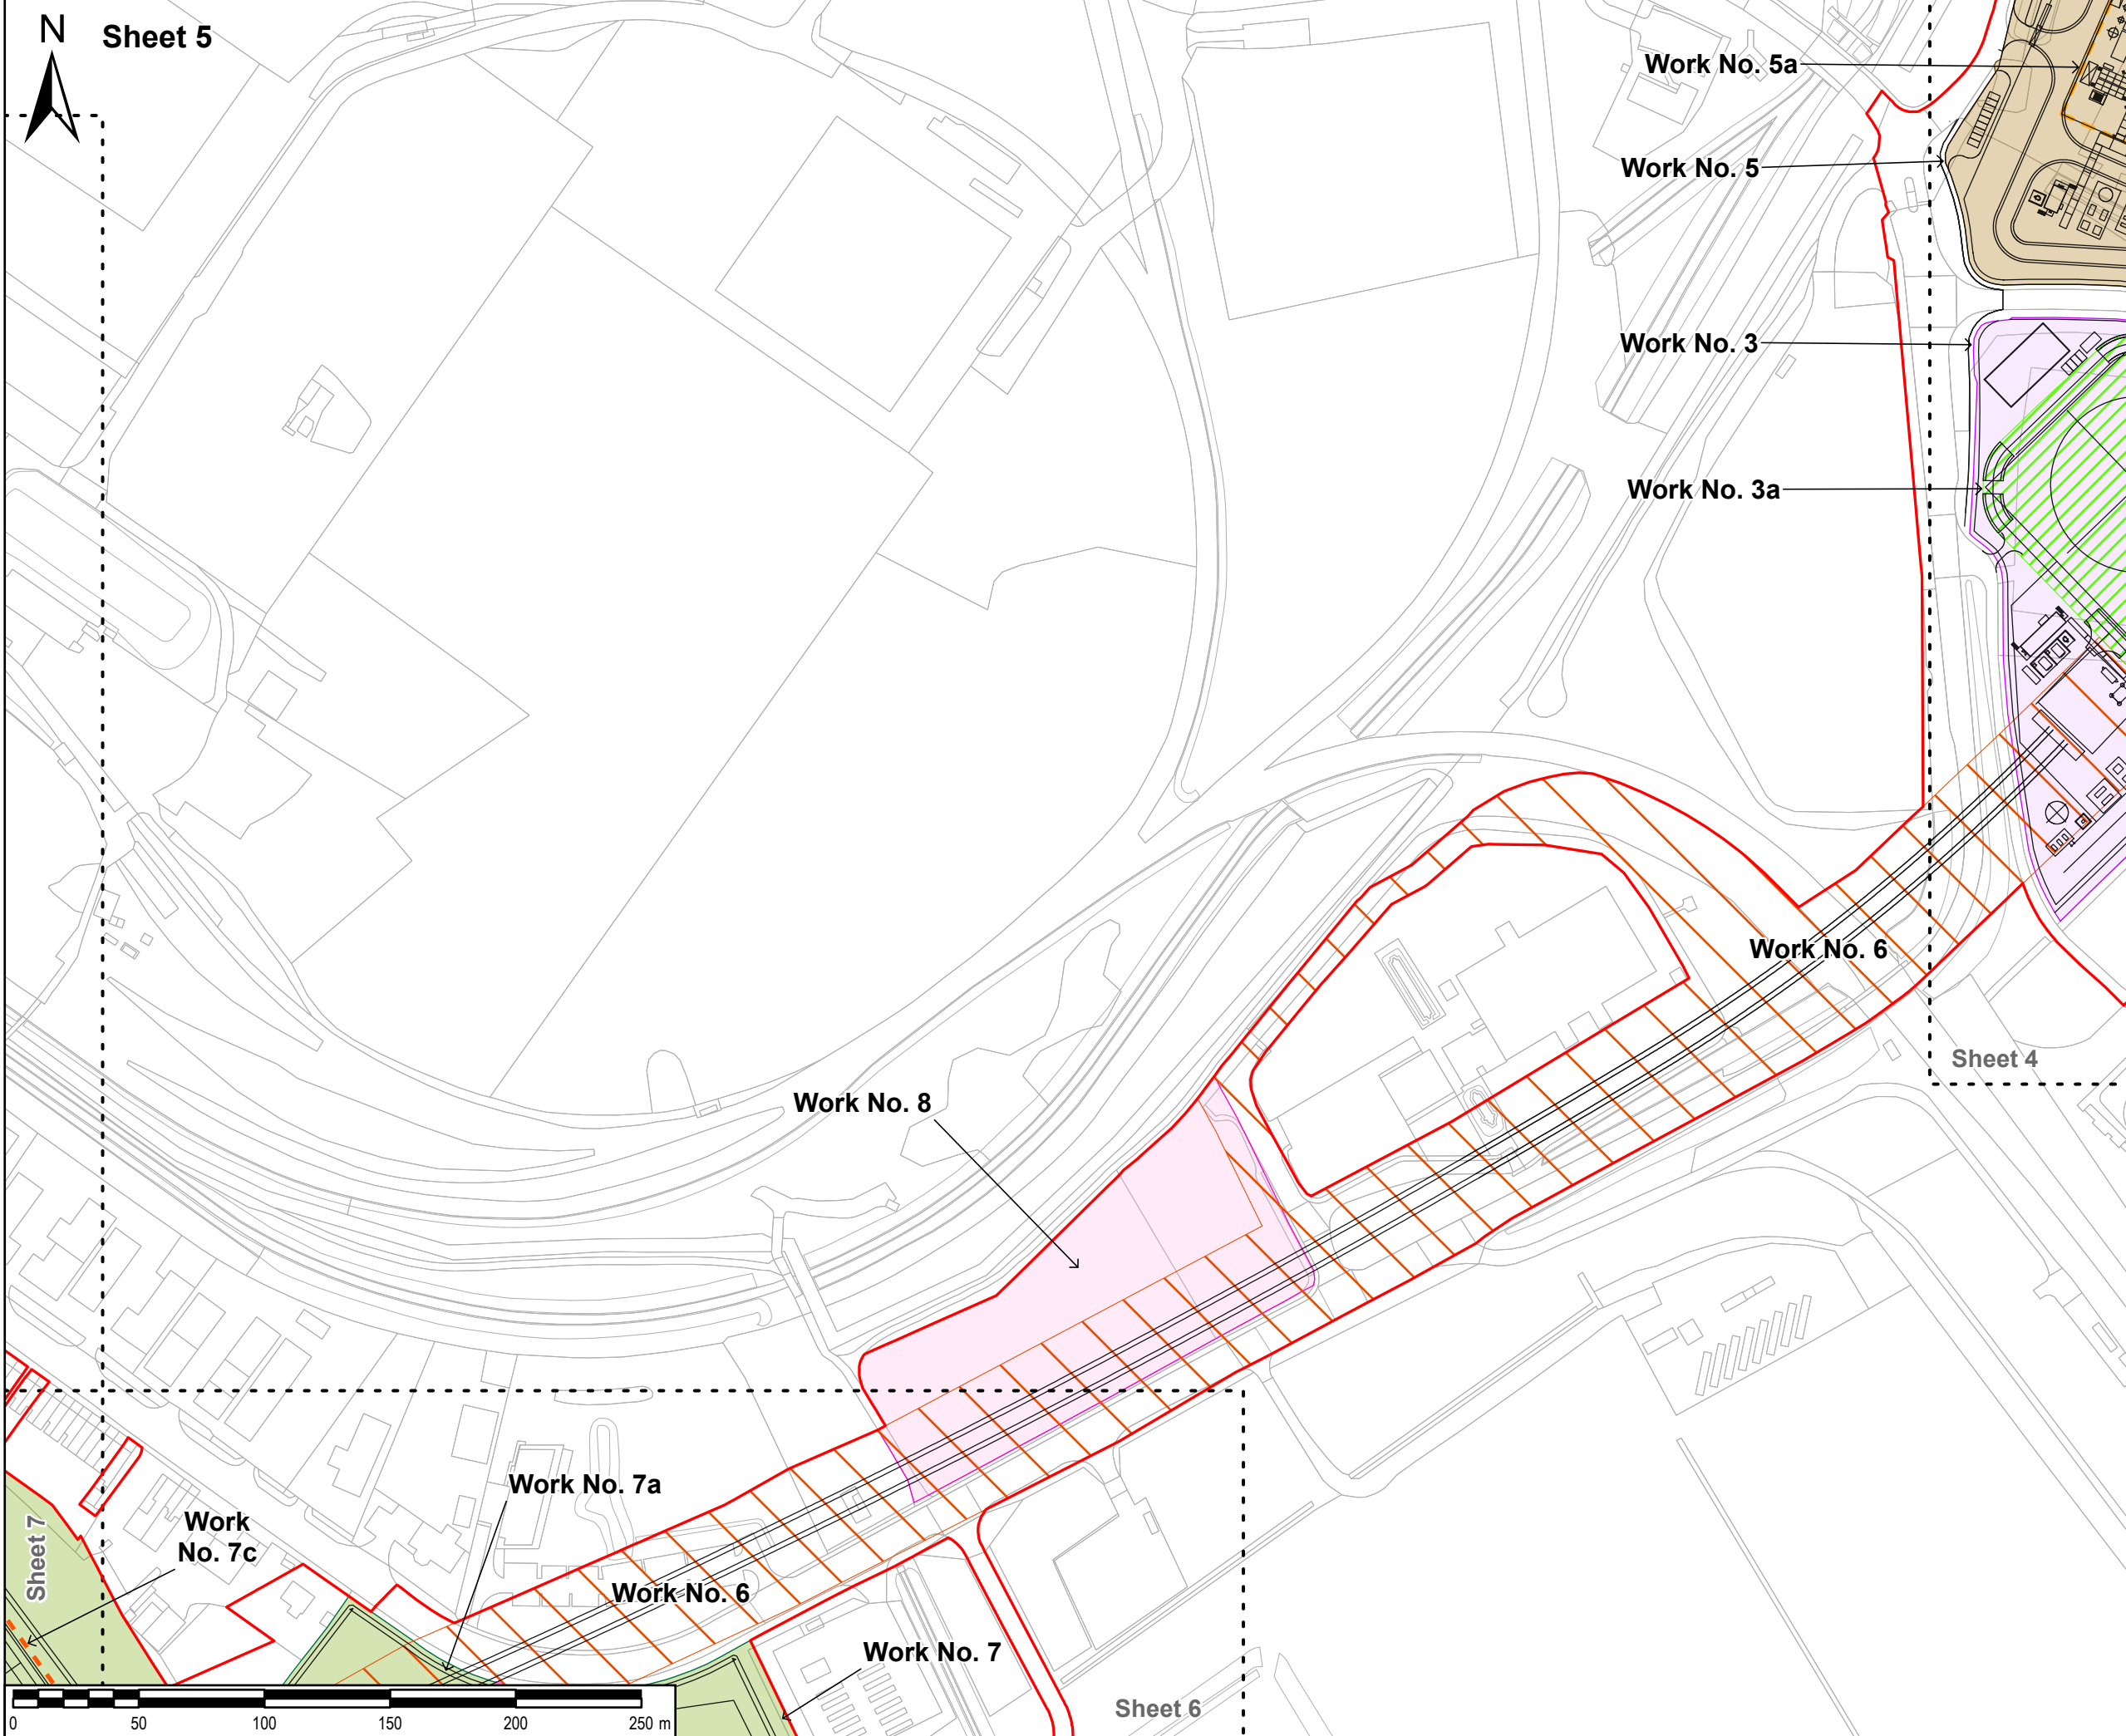 N
Sheet 5
Work No. 5a
Work No. 5
Work No. 3
Work No. 3a
Work No. 6
Sheet 4
Work No. 8
Work No. 7a
Work
No. 7c
Sheet 7
Work No. 6
Work No. 7
Sheet 6
0 50 100 150 200 250 m